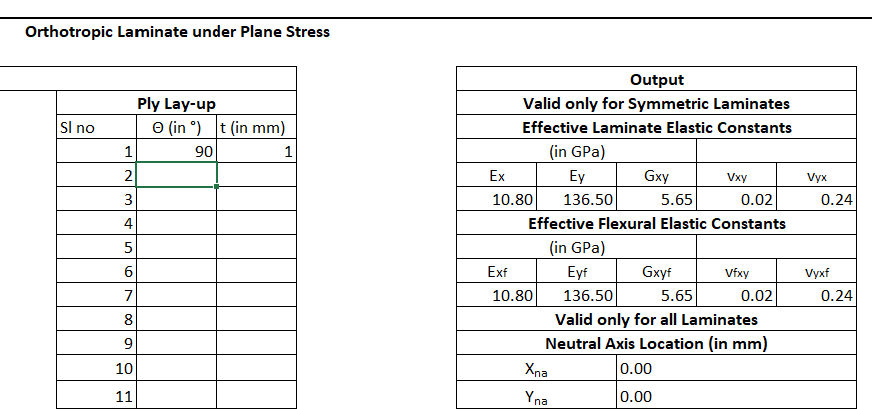 Orthotropic Laminate under Plane Stress
Output
Ply Lay-up
Valid only for Symmetric Laminates
Sl no Θ (in °) t (in mm)
Effective Laminate Elastic Constants
1 90 1
(in GPa)
2
Ex Ey Gxy νxy νyx
3
10.80 136.50 5.65 0.02 0.24
4
Effective Flexural Elastic Constants
5
(in GPa)
6
Exf Eyf Gxyf νfxy νyxf
7
10.80 136.50 5.65 0.02 0.24
8
Valid only for all Laminates
9
Neutral Axis Location (in mm)
10
Xna 0.00
11
Yna 0.00